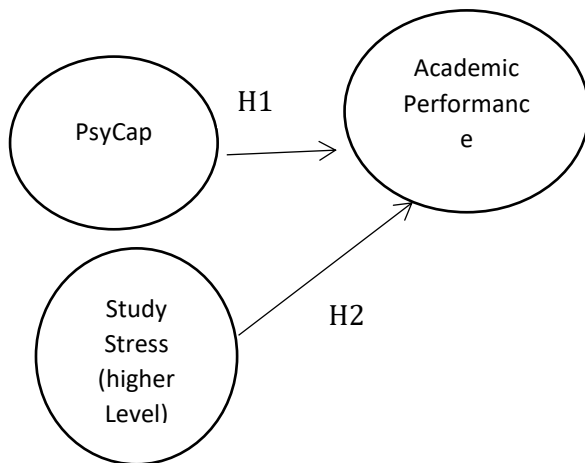 PsyCap
H1
Academic
Performanc
e
Study
Stress
(higher
Level)
H2